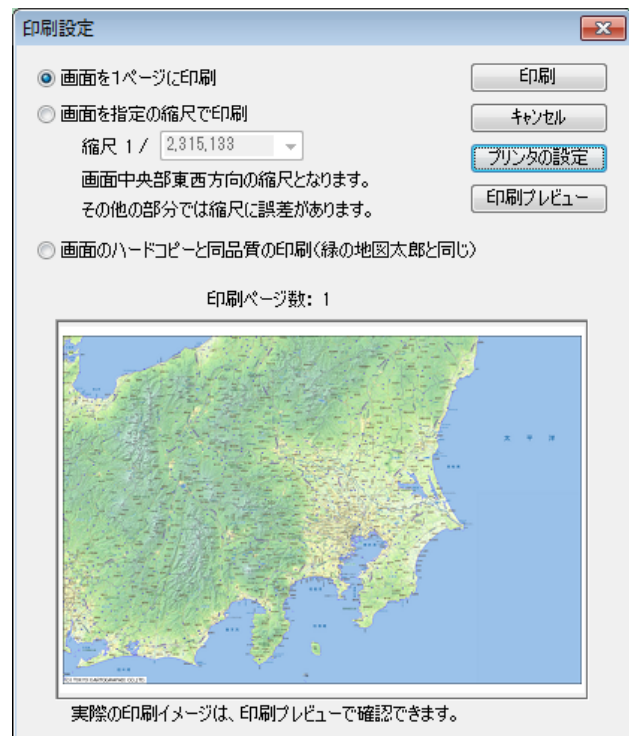 印刷設定
画面を1ページに印刷
印刷
画面を指定の縮尺で印刷
キャンセル
縮尺 1 / 2,315,133
プリンタの設定
画面中央部東西方向の縮尺となります。
印刷プレビュー
その他の部分では縮尺に誤差があります。
画面のハードコピーと同品質の印刷(緑の地図太郎と同じ)
印刷ページ数: 1
太 平 洋
実際の印刷イメージは、印刷プレビューで確認できます。